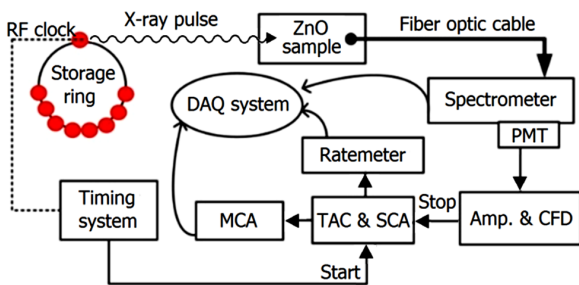 RF clock
X-ray pulse
ZnO
sample
Fiber optic cable
Storage
ring
DAQ system
Spectrometer
PMT
Ratemeter
Timing
system
MCA
TAC & SCA
Stop
Amp. & CFD
Start